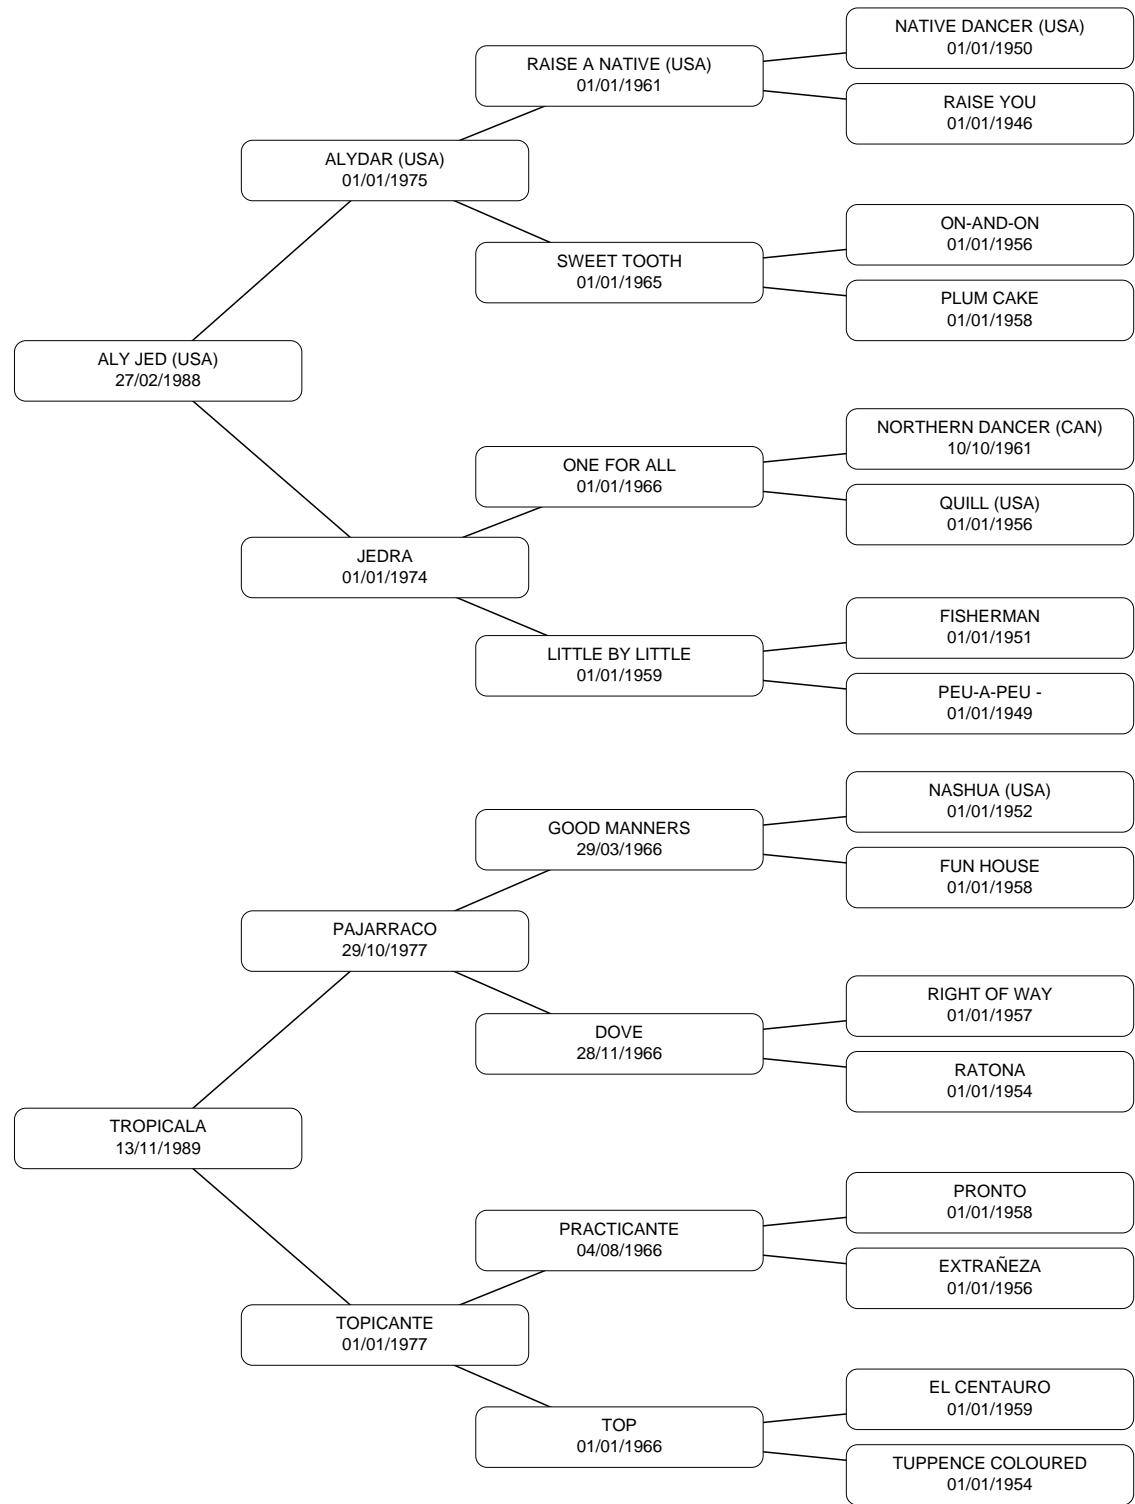 NATIVE DANCER (USA)
01/01/1950
RAISE A NATIVE (USA)
01/01/1961
RAISE YOU
01/01/1946
ALYDAR (USA)
01/01/1975
ON-AND-ON
01/01/1956
SWEET TOOTH
01/01/1965
PLUM CAKE
01/01/1958
ALY JED (USA)
27/02/1988
NORTHERN DANCER (CAN)
10/10/1961
ONE FOR ALL
01/01/1966
QUILL (USA)
01/01/1956
JEDRA
01/01/1974
FISHERMAN
01/01/1951
LITTLE BY LITTLE
01/01/1959
PEU-A-PEU -
01/01/1949
NASHUA (USA)
01/01/1952
GOOD MANNERS
29/03/1966
FUN HOUSE
01/01/1958
PAJARRACO
29/10/1977
RIGHT OF WAY
01/01/1957
DOVE
28/11/1966
RATONA
01/01/1954
TROPICALA
13/11/1989
PRONTO
01/01/1958
PRACTICANTE
04/08/1966
EXTRAÑEZA
01/01/1956
TOPICANTE
01/01/1977
EL CENTAURO
01/01/1959
TOP
01/01/1966
TUPPENCE COLOURED
01/01/1954